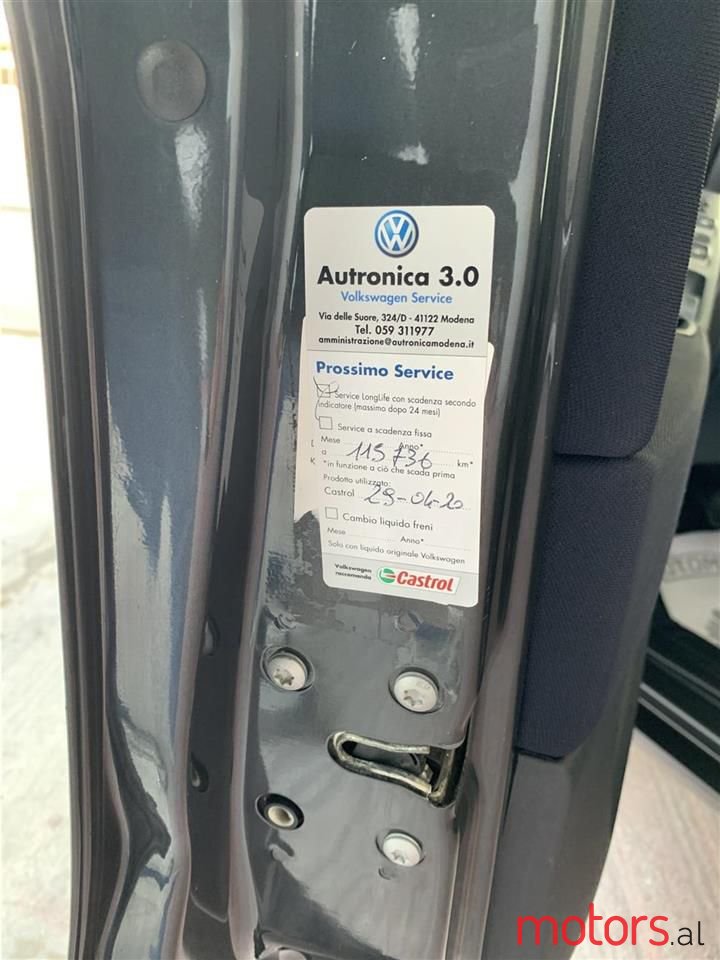 Autronica 3.0
Volkswagen Service
Via delle Suore, 324/D - 41122 Modena
Tel. 059 311977
amministrazione@autronicamodena.it
Prossimo Service
Service LongLife con scadenza secondo
indicatore (massimo dopo 24 mesi)
Service a scadenza fissa
Mese Anno*
a 115736 km*
*in funzione a ciò che scada prima
Prodotto utilizzato:
Castrol 29-04-20
Cambio liquido freni
Mese Anno*
Solo con liquido originale Volkswagen
Volkswagen
raccomanda
Castrol
motors.al